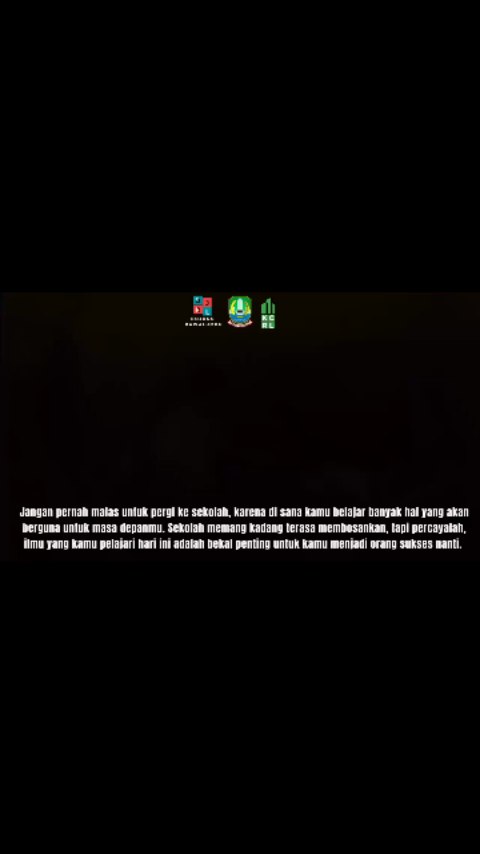 KC
RL
Jangan pernah malas untuk pergi ke sekolah, karena di sana kamu belajar banyak hal yang akan
berguna untuk masa depanmu. Sekolah memang kadang terasa membosankan, tapi percayalah,
ilmu yang kamu pelajari hari ini adalah bekal penting untuk kamu menjadi orang sukses nanti.